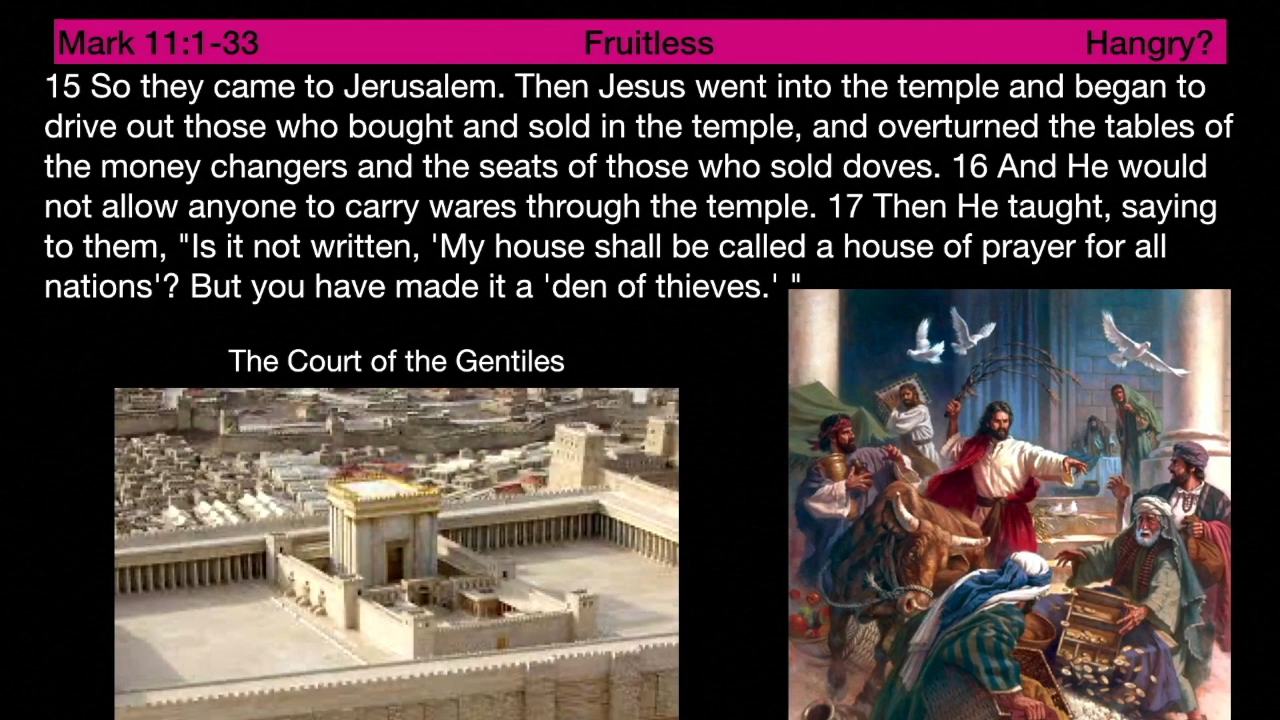 Mark 11:1-33 Fruitless Hangry?
15 So they came to Jerusalem. Then Jesus went into the temple and began to
drive out those who bought and sold in the temple, and overturned the tables of
the money changers and the seats of those who sold doves. 16 And He would
not allow anyone to carry wares through the temple. 17 Then He taught, saying
to them, "Is it not written, 'My house shall be called a house of prayer for all
nations'? But you have made it a 'den of thieves.' "
The Court of the Gentiles